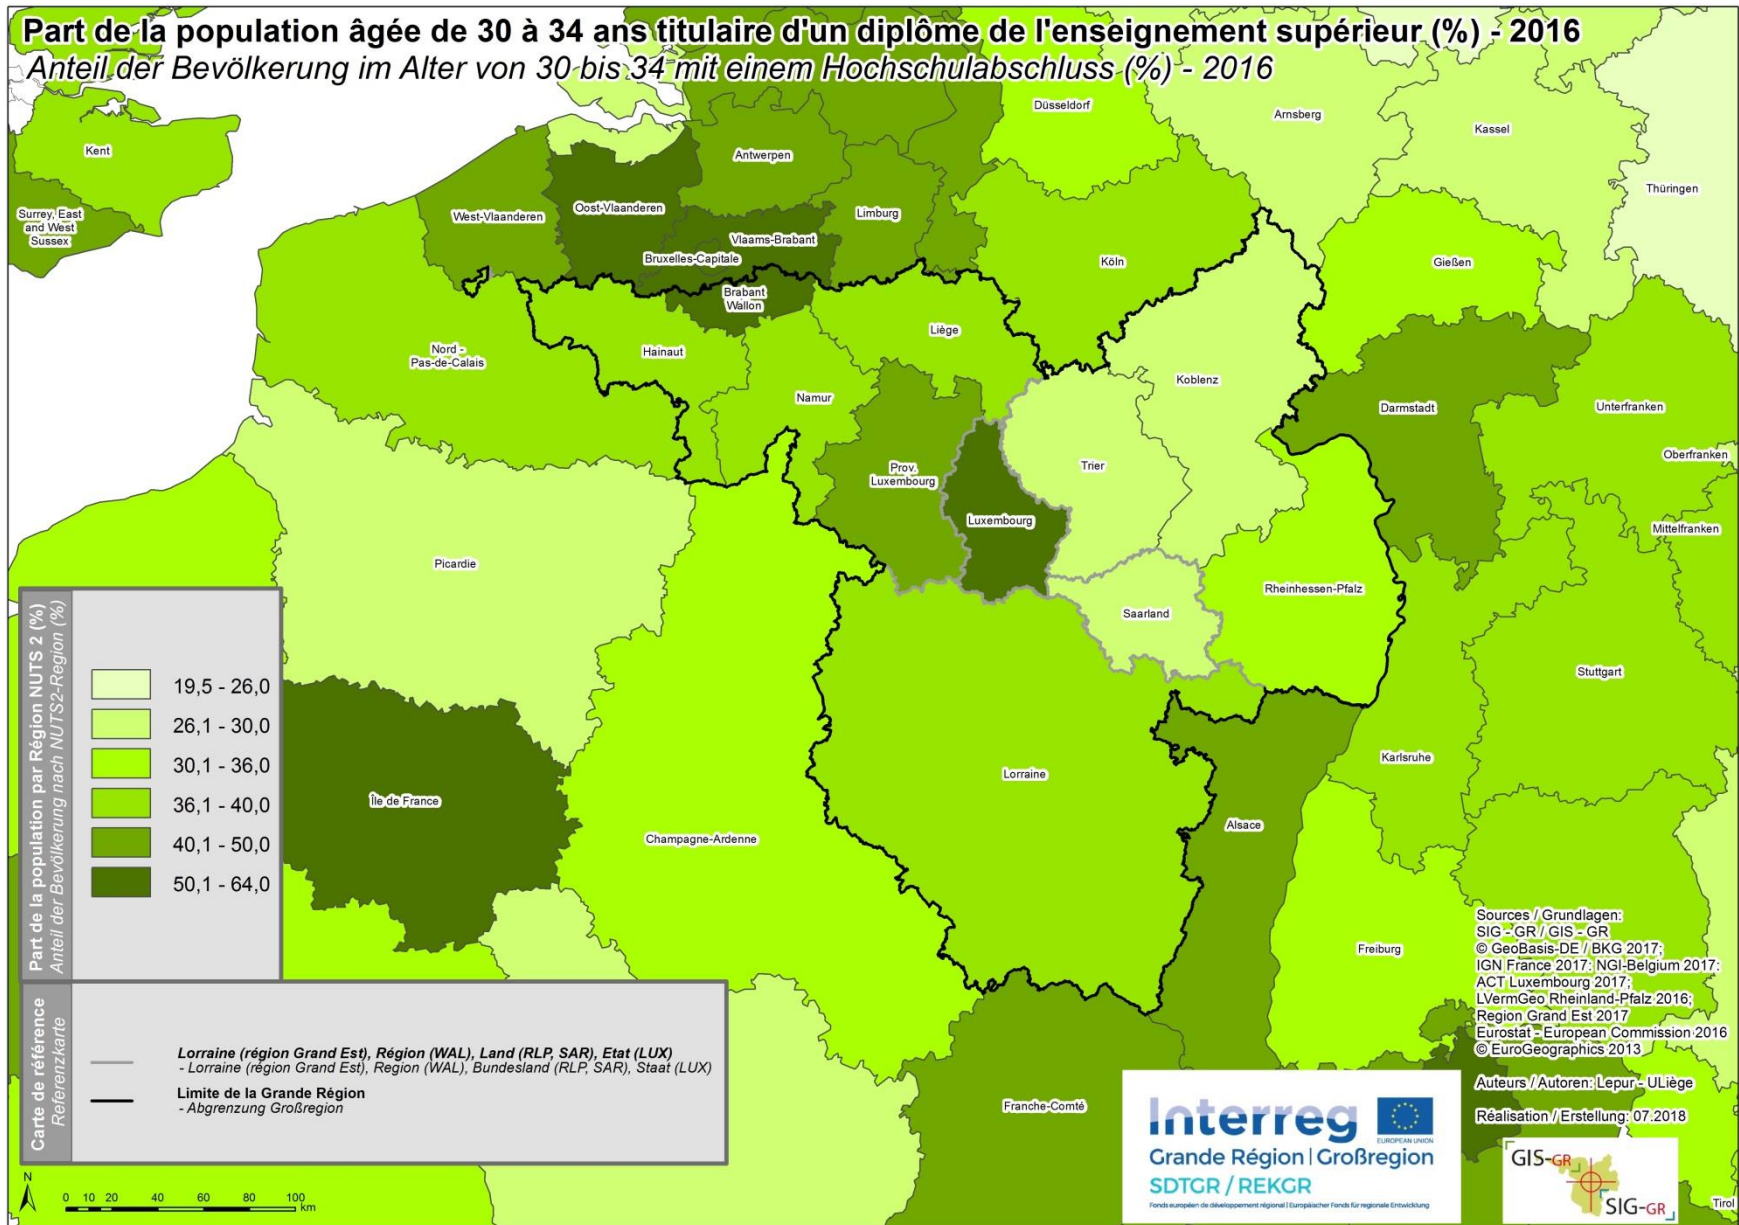 Part de la population âgée de 30 à 34 ans titulaire d'un diplôme de l'enseignement supérieur (%) - 2016
Anteil der Bevölkerung im Alter von 30 bis 34 mit einem Hochschulabschluss (%) - 2016
Kent
Surrey, East
and West
Sussex
Düsseldorf
Arnsberg
Kassel
Thüringen
Antwerpen
West-Vlaanderen
Oost-Vlaanderen
Limburg
Vlaams-Brabant
Bruxelles-Capitale
Köln
Gießen
Brabant
Wallon
Liège
Hainaut
Nord -
Pas-de-Calais
Namur
Koblenz
Darmstadt
Unterfranken
Oberfranken
Prov.
Luxembourg
Trier
Luxembourg
Mittelfranken
Picardie
Rheinhessen-Pfalz
Saarland
Stuttgart
Karlsruhe
Lorraine
Île de France
Champagne-Ardenne
Alsace
Freiburg
Franche-Comté
Tirol
Part de la population par Région NUTS 2 (%)
Anteil der Bevölkerung nach NUTS2-Region (%)
19,5 - 26,0
26,1 - 30,0
30,1 - 36,0
36,1 - 40,0
40,1 - 50,0
50,1 - 64,0
Carte de référence
Referenzkarte
Lorraine (région Grand Est), Région (WAL), Land (RLP, SAR), Etat (LUX)
- Lorraine (région Grand Est), Region (WAL), Bundesland (RLP, SAR), Staat (LUX)
Limite de la Grande Région
- Abgrenzung Großregion
N
0 10 20 40 60 80 100
km
Sources / Grundlagen:
SIG - GR / GIS - GR
© GeoBasis-DE / BKG 2017;
IGN France 2017: NGI-Belgium 2017:
ACT Luxembourg 2017;
LVermGeo Rheinland-Pfalz 2016;
Region Grand Est 2017
Eurostat - European Commission 2016
© EuroGeographics 2013
Auteurs / Autoren: Lepur - ULiège
Réalisation / Erstellung: 07.2018
Interreg
EUROPEAN UNION
Grande Région | Großregion
SDTGR / REKGR
Fonds européen de développement régional | Europäischer Fonds für regionale Entwicklung
GIS-GR
SIG-GR